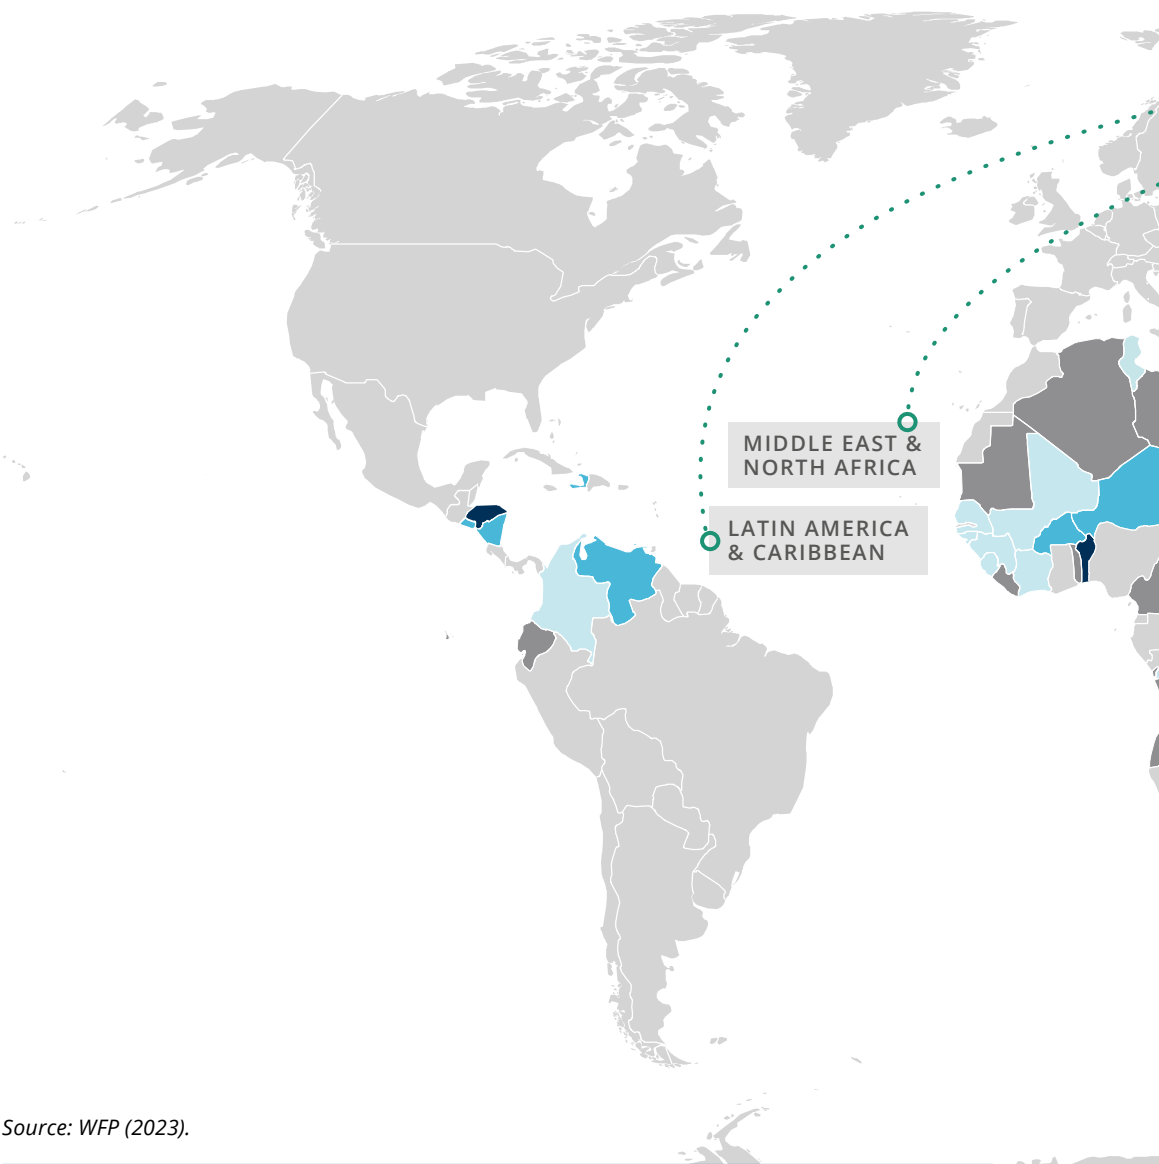 MIDDLE EAST &
NORTH AFRICA
LATIN AMERICA
& CARIBBEAN
Source: WFP (2023).